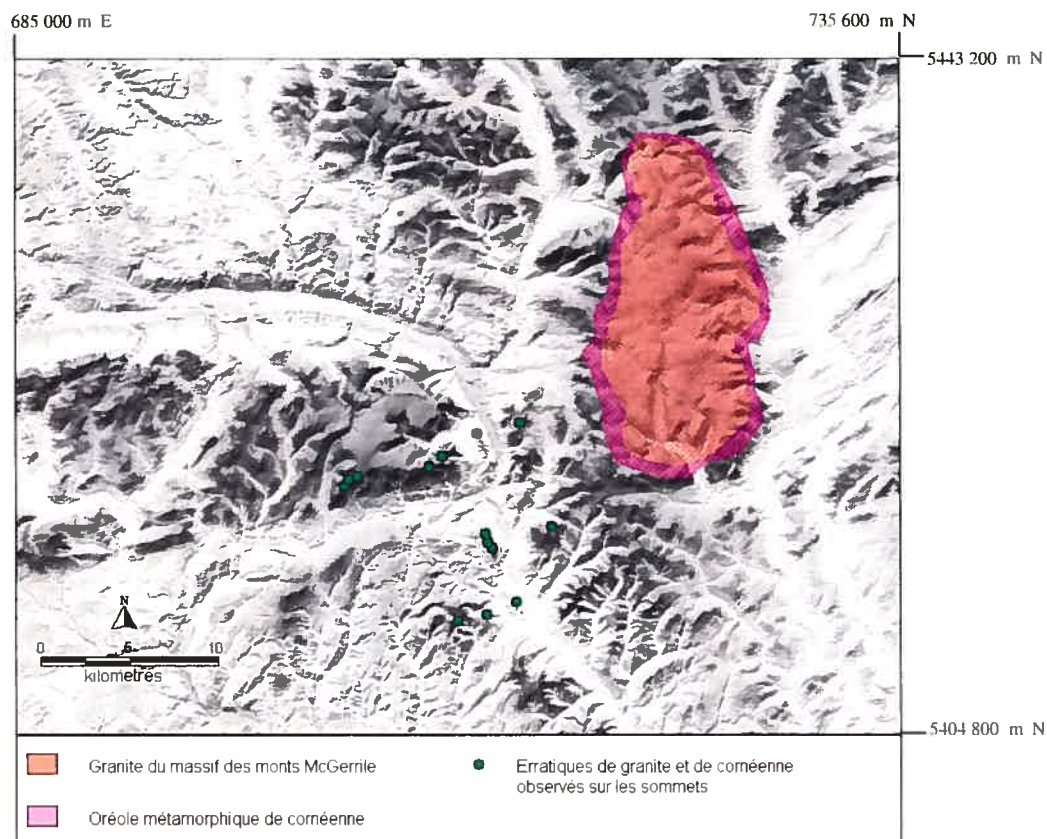 685 000 m E
735 600 m N
5443 200 m N
N
0 5 10
kilometres
5404 800 m N
Granite du massif des monts McGerrile
Oréole métamorphique de cornéenne
Erratiques de granite et de cornéenne
observés sur les sommets